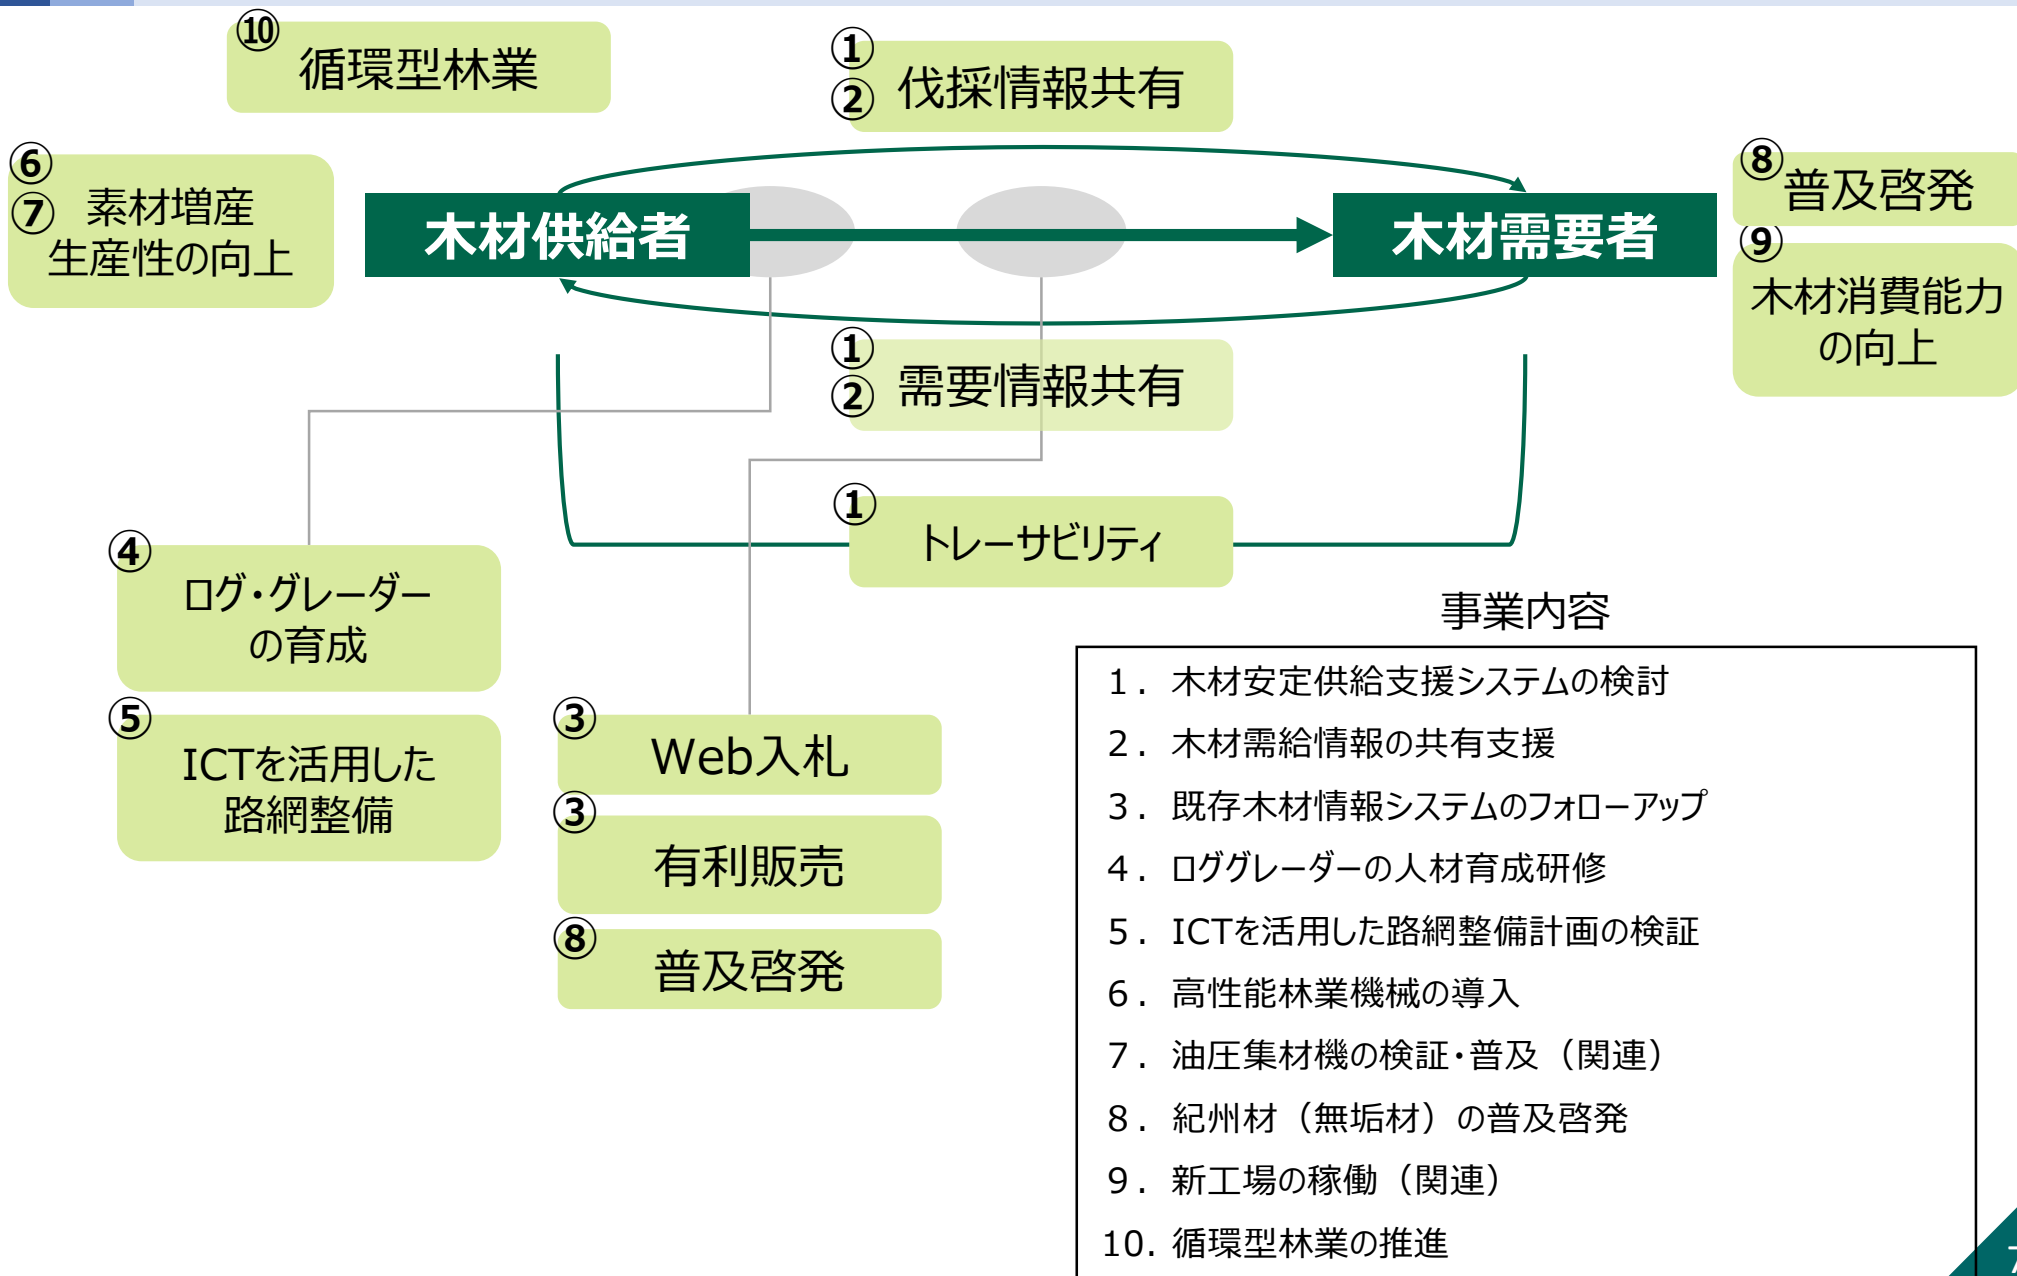 ⑩
循環型林業
①
②
伐採情報共有
⑥
⑦
素材増産
生産性の向上
木材供給者
木材需要者
⑧
普及啓発
⑨
木材消費能力
の向上
①
②
需要情報共有
①
トレーサビリティ
④
ログ・グレーダー
の育成
⑤
ICTを活用した
路網整備
③
Web入札
③
有利販売
⑧
普及啓発
事業内容
１．木材安定供給支援システムの検討
２．木材需給情報の共有支援
３．既存木材情報システムのフォローアップ
４．ロググレーダーの人材育成研修
５．ICTを活用した路網整備計画の検証
６．高性能林業機械の導入
７．油圧集材機の検証・普及（関連）
８．紀州材（無垢材）の普及啓発
９．新工場の稼働（関連）
10．循環型林業の推進